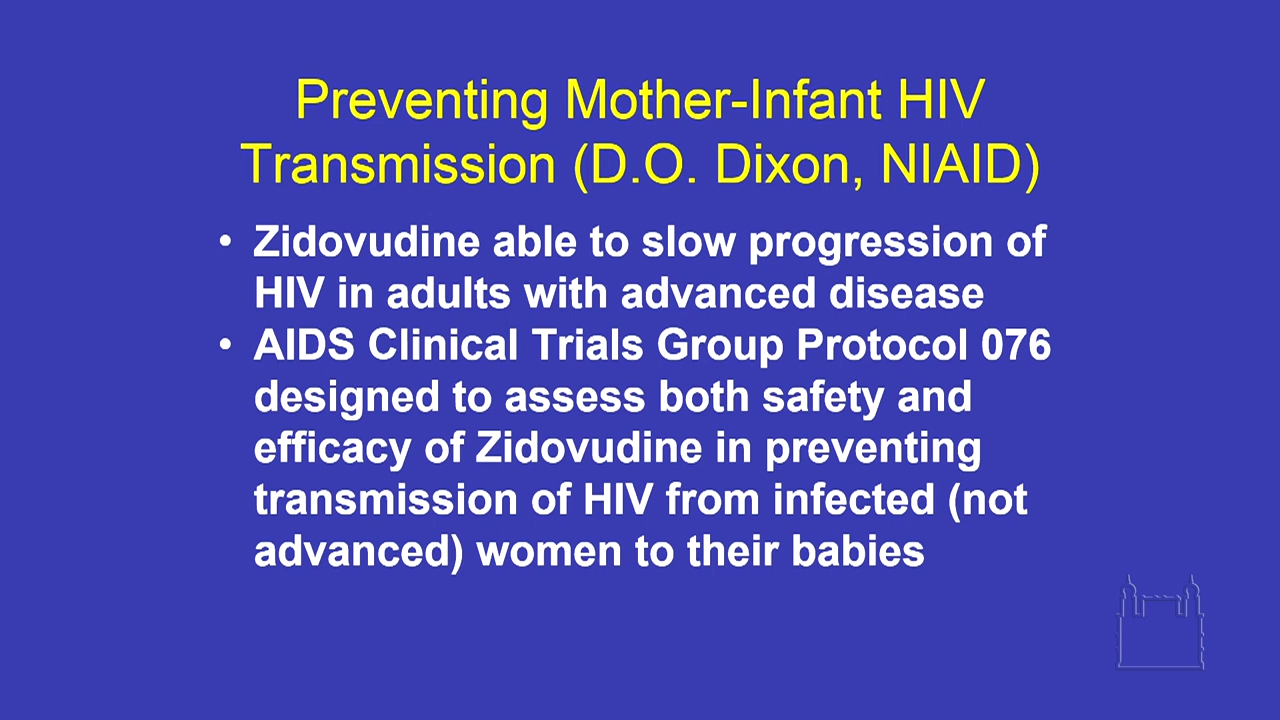 Preventing Mother-Infant HIV
Transmission (D.O. Dixon, NIAID)
• Zidovudine able to slow progression of
HIV in adults with advanced disease
• AIDS Clinical Trials Group Protocol 076
designed to assess both safety and
efficacy of Zidovudine in preventing
transmission of HIV from infected (not
advanced) women to their babies